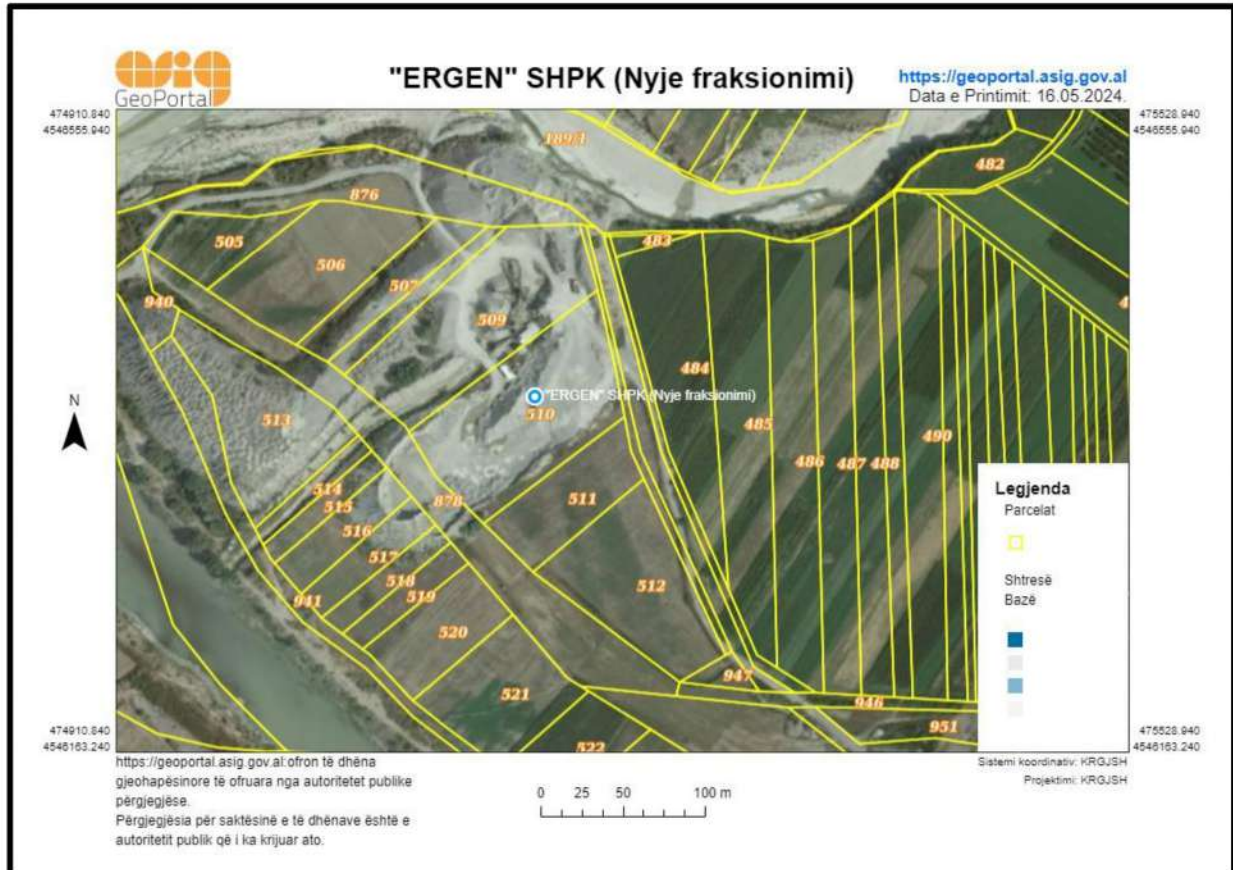 asig
GeoPortal
"ERGEN" SHPK (Nyje fraksionimi)
https://geoportal.asig.gov.al
Data e Printimit: 16.05.2024.
474910.840
4546555.940
475528.940
4546555.940
189/1
482
876
483
505
506
507
940
509
484
"ERGEN" SHPK (Nyje fraksionimi)
510
513
485
486
487
488
490
N
514
515
516
878
511
517
518
519
512
941
520
521
947
946
951
522
Legjenda
Parcelat
Shtresë
Bazë
474910.840
4546163.240
475528.940
4546163.240
https://geoportal.asig.gov.al:ofron të dhëna
gjeohapësinore të ofruara nga autoritetet publike
përgjegjëse.
Përgjegjësia për saktësinë e të dhënave është e
autoritetit publik që i ka krijuar ato.
0 25 50 100 m
Sistemi koordinativ: KRGJSH
Projektimi: KRGJSH